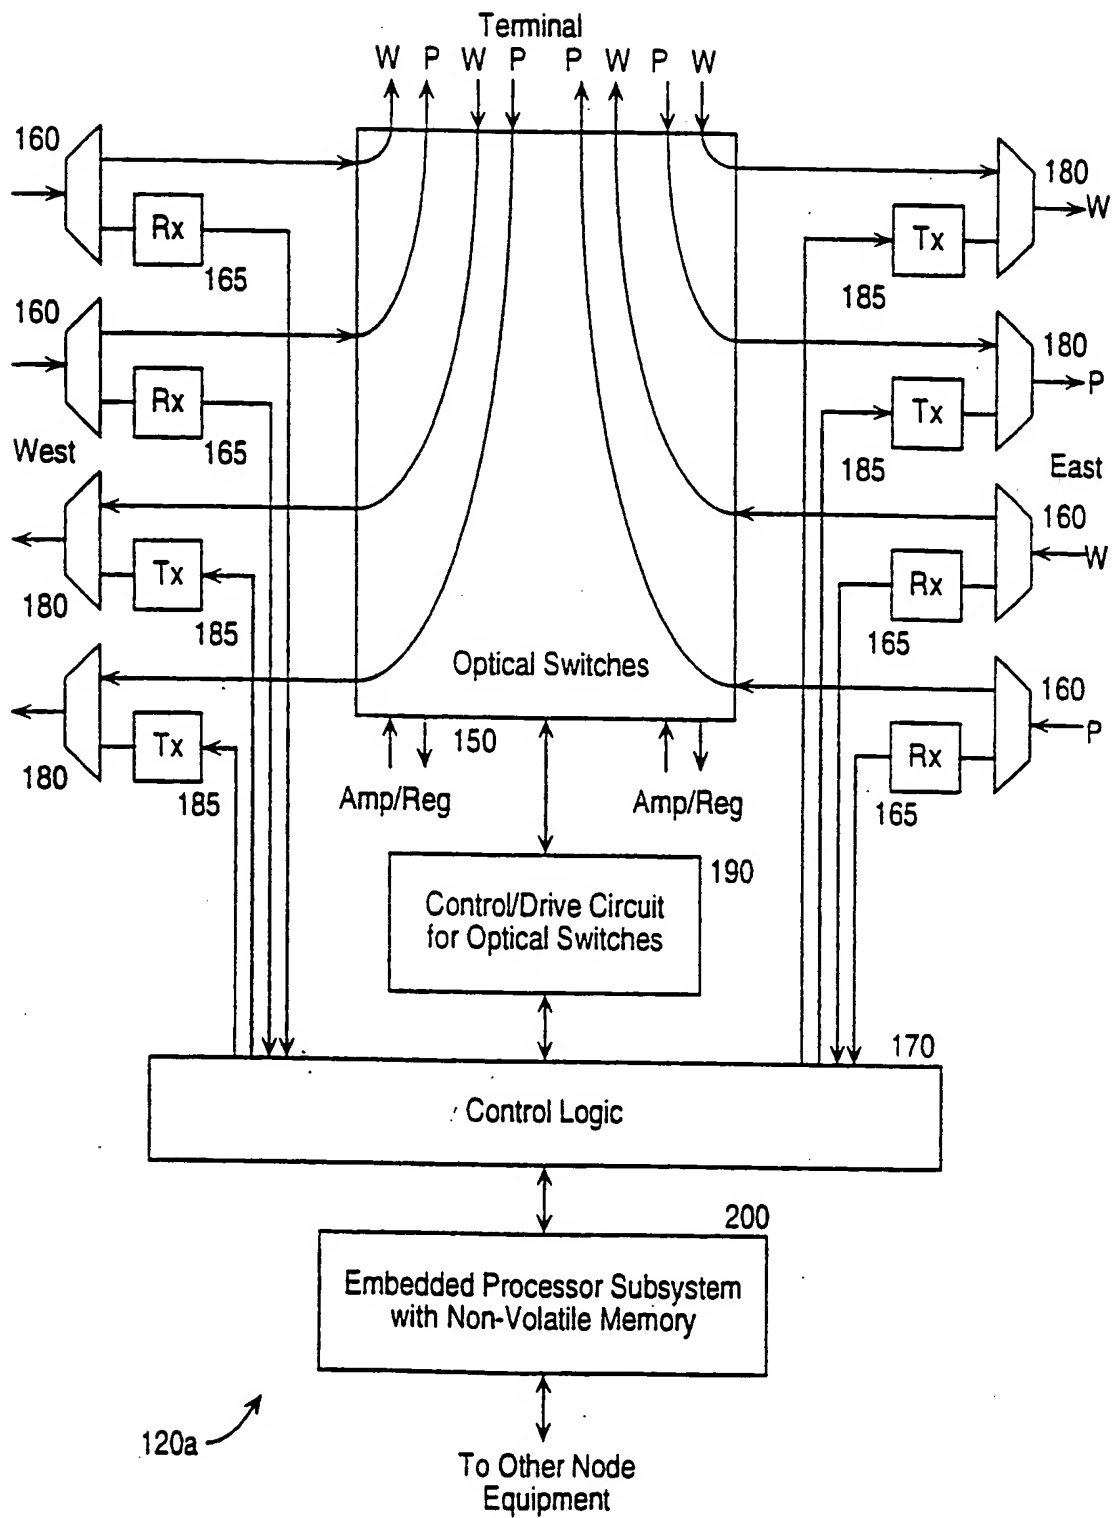 Terminal
W P W P P W P W
160
180
W
Rx
Tx
165
185
160
180
P
Rx
Tx
165
185
West
East
160
W
Tx
Rx
180
185
165
Optical Switches
160
P
Tx
Rx
180
185
150
165
Amp/Reg
Amp/Reg
190
Control/Drive Circuit
for Optical Switches
170
Control Logic
200
Embedded Processor Subsystem
with Non-Volatile Memory
120a
To Other Node
Equipment